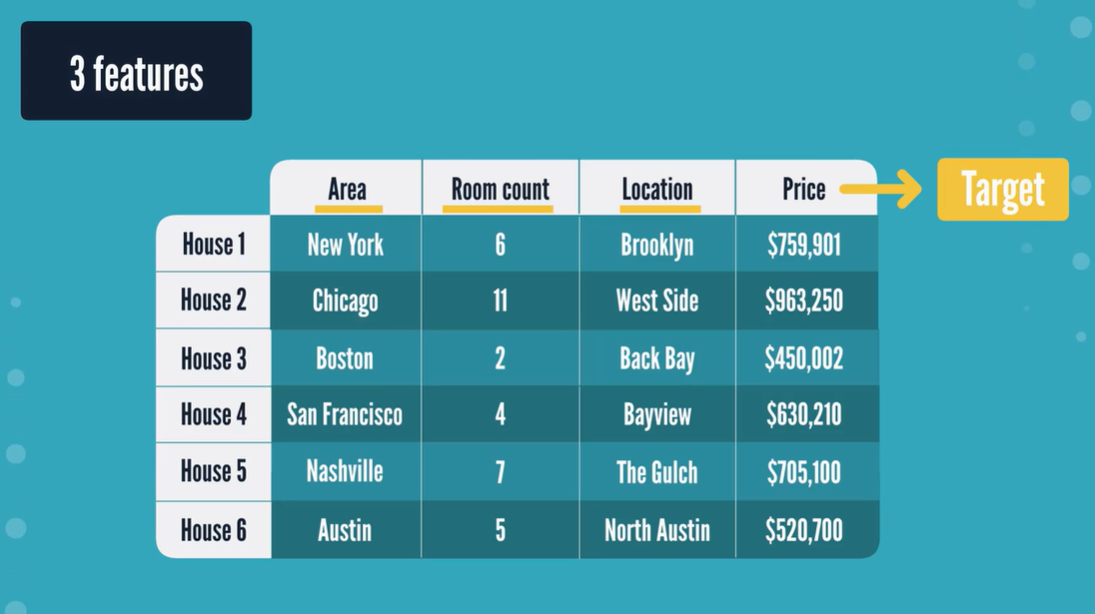 3 features
Area Room count Location Price Target
House 1 New York 6 Brooklyn $759,901
House 2 Chicago 11 West Side $963,250
House 3 Boston 2 Back Bay $450,002
House 4 San Francisco 4 Bayview $630,210
House 5 Nashville 7 The Gulch $705,100
House 6 Austin 5 North Austin $520,700